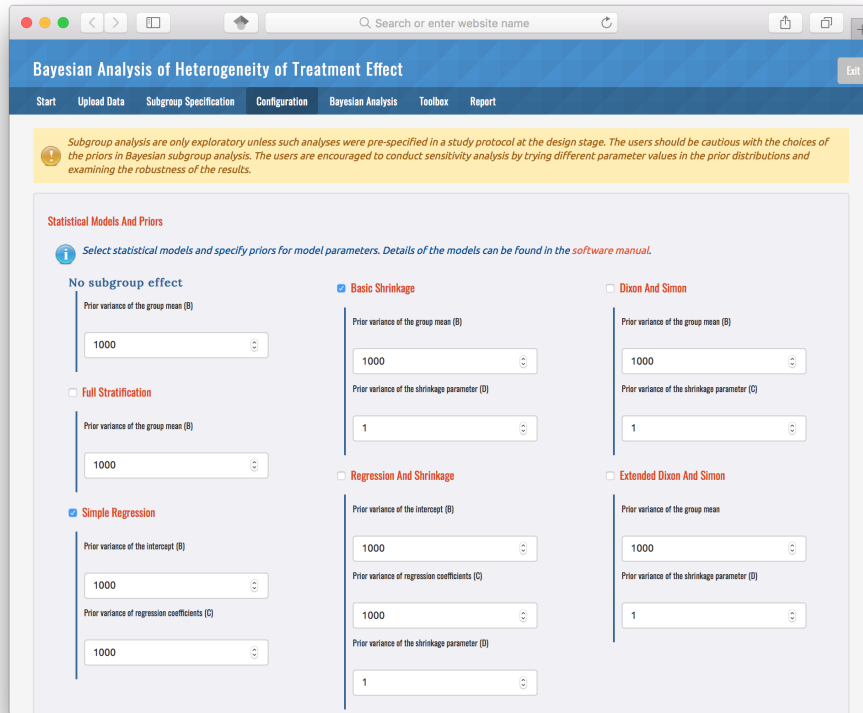 Search or enter website name
Bayesian Analysis of Heterogeneity of Treatment Effect
Exit
Start
Upload Data
Subgroup Specification
Configuration
Bayesian Analysis
Toolbox
Report
Subgroup analysis are only exploratory unless such analyses were pre-specified in a study protocol at the design stage. The users should be cautious with the choices of
the priors in Bayesian subgroup analysis. The users are encouraged to conduct sensitivity analysis by trying different parameter values in the prior distributions and
examining the robustness of the results.
Statistical Models And Priors
Select statistical models and specify priors for model parameters. Details of the models can be found in the software manual.
No subgroup effect
Prior variance of the group mean (B)
1000
Full Stratification
Prior variance of the group mean (B)
1000
Simple Regression
Prior variance of the intercept (B)
1000
Prior variance of regression coefficients (C)
1000
Basic Shrinkage
Prior variance of the group mean (B)
1000
Prior variance of the shrinkage parameter (D)
1
Regression And Shrinkage
Prior variance of the intercept (B)
1000
Prior variance of regression coefficients (C)
1000
Prior variance of the shrinkage parameter (D)
1
Dixon And Simon
Prior variance of the group mean (B)
1000
Prior variance of the shrinkage parameter (C)
1
Extended Dixon And Simon
Prior variance of the group mean
1000
Prior variance of the shrinkage parameter (D)
1